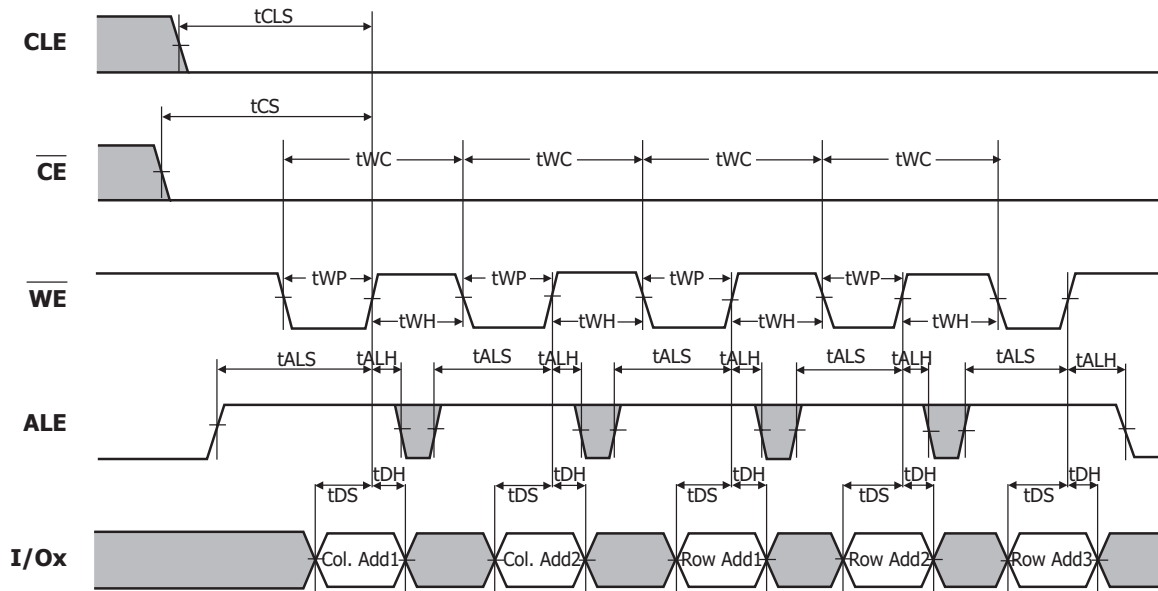 tCLS
CLE
tCS
CE
tWC tWC tWC tWC
WE
tWP tWP tWP tWP
tWH tWH tWH tWH
tALS tALH tALS tALH tALS tALH tALS tALH tALS tALH
ALE
tDH tDH tDH tDH tDH
tDS tDS tDS tDS tDS
I/Ox
Col. Add1 Col. Add2 Row Add1 Row Add2 Row Add3